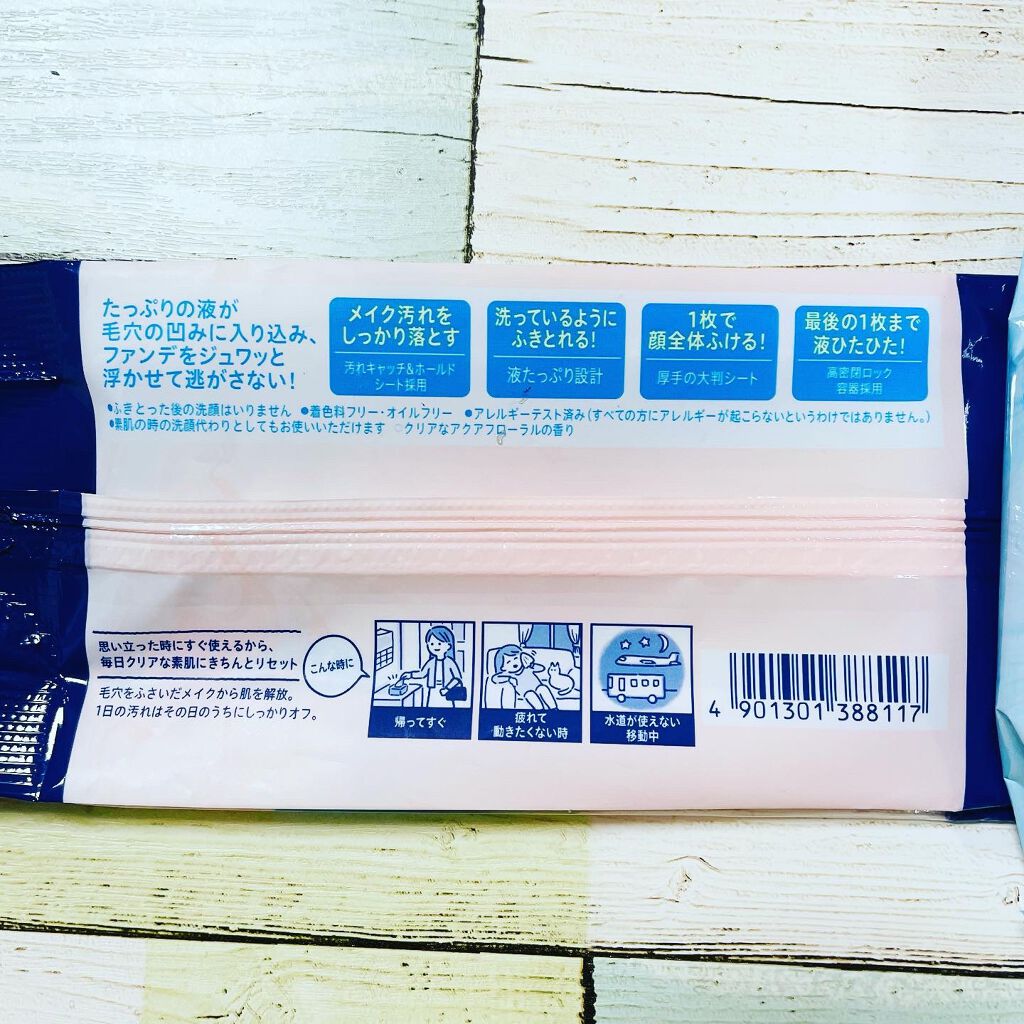 たっぷりの液が
毛穴の凹みに入り込み、
ファンデをジュワッと
浮かせて逃がさない!
メイク汚れを
しっかり落とす
汚れキャッチ&ホールド
シート採用
洗っているように
ふきとれる!
液たっぷり設計
1枚で
顔全体ふける!
厚手の大判シート
最後の1枚まで
液ひたひた!
高密閉ロック
容器採用
●ふきとった後の洗顔はいりません ●着色料フリー・オイルフリー ●アレルギーテスト済み(すべての方にアレルギーが起こらないというわけではありません。)
●素肌の時の洗顔代わりとしてもお使いいただけます クリアなアクアフローラルの香り
思い立った時にすぐ使えるから、
毎日クリアな素肌にきちんとリセット
毛穴をふさいだメイクから肌を解放。
1日の汚れはその日のうちにしっかりオフ。
こんな時に
帰ってすぐ
疲れて
動きたくない時
水道が使えない
移動中
4 901301 388117